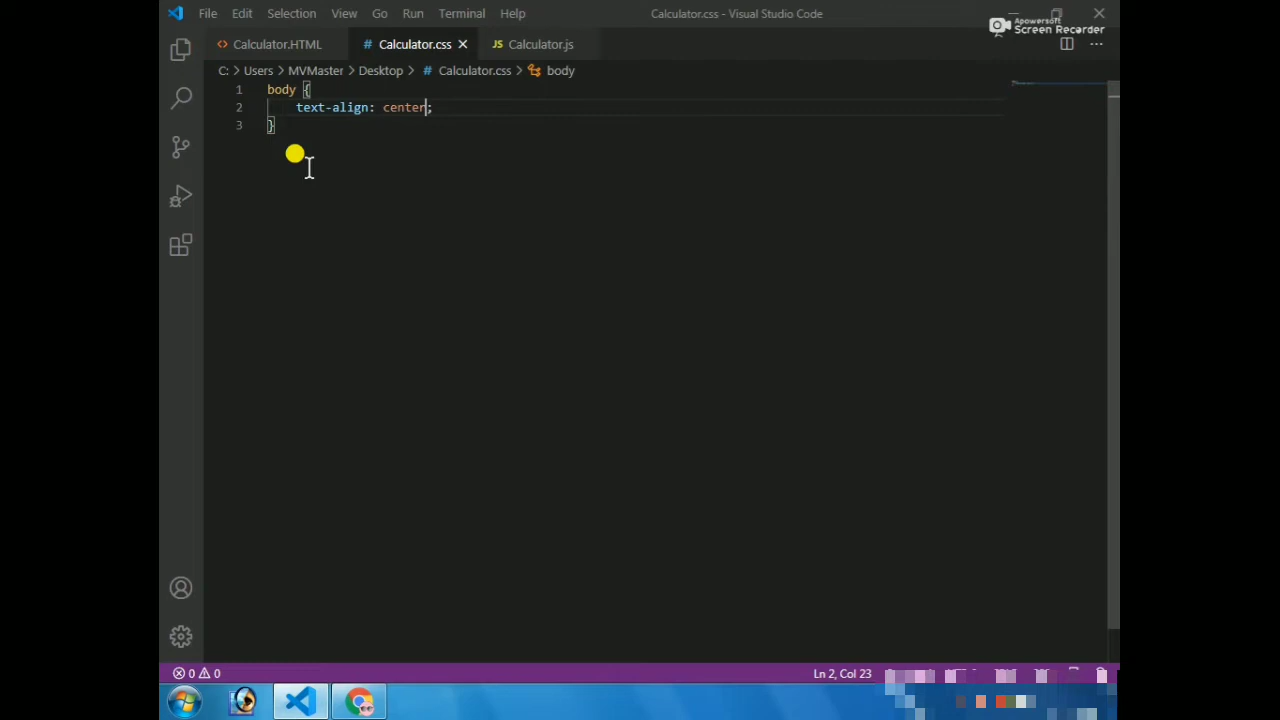 File Edit Selection View Go Run Terminal Help
Calculator.css - Visual Studio Code
Apowersoft
Screen Recorder
<> Calculator.HTML
# Calculator.css
JS Calculator.js
C: > Users > MVMaster > Desktop > # Calculator.css > body
1 body {
2 text-align: center;
3 }
0 0
Ln 2, Col 23